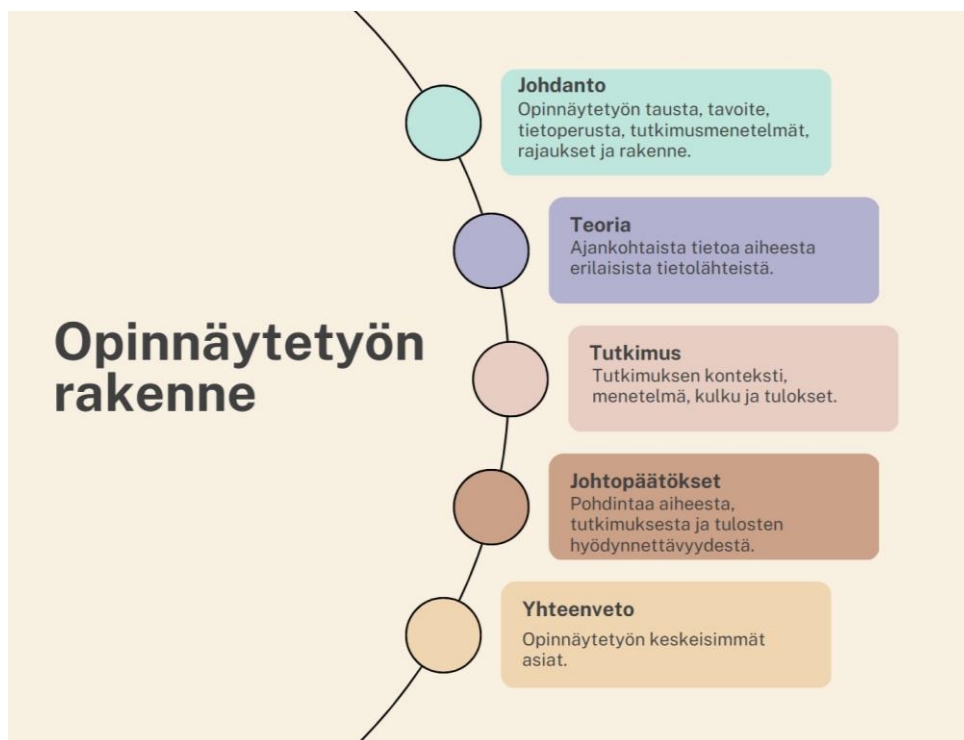 Opinnäytetyön
rakenne
Johdanto
Opinnäytetyön tausta, tavoite,
tietoperusta, tutkimusmenetelmät,
rajaukset ja rakenne.
Teoria
Ajankohtaista tietoa aiheesta
erilaisista tietolähteistä.
Tutkimus
Tutkimuksen konteksti,
menetelmä, kulku ja tulokset.
Johtopäätökset
Pohdintaa aiheesta,
tutkimuksesta ja tulosten
hyödynnettävyydestä.
Yhteenveto
Opinnäytetyön keskeisimmät
asiat.